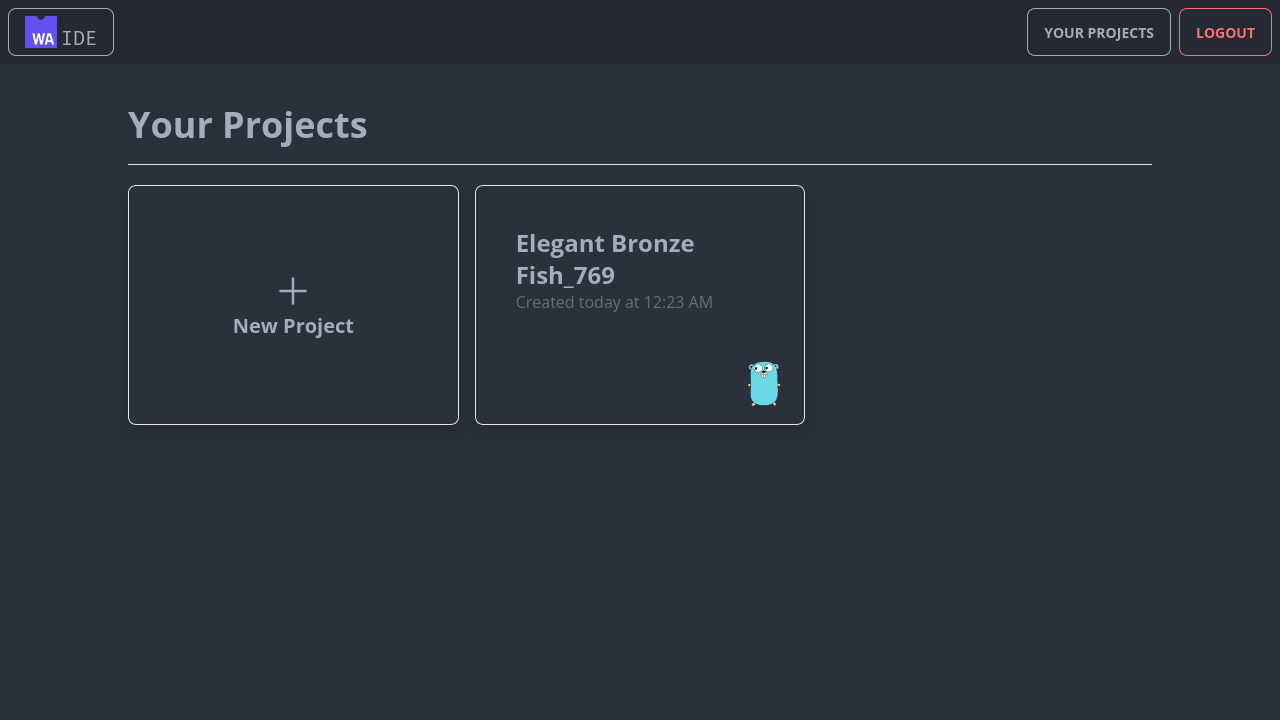 WA IDE
YOUR PROJECTS
LOGOUT
Your Projects
New Project
Elegant Bronze
Fish_769
Created today at 12:23 AM